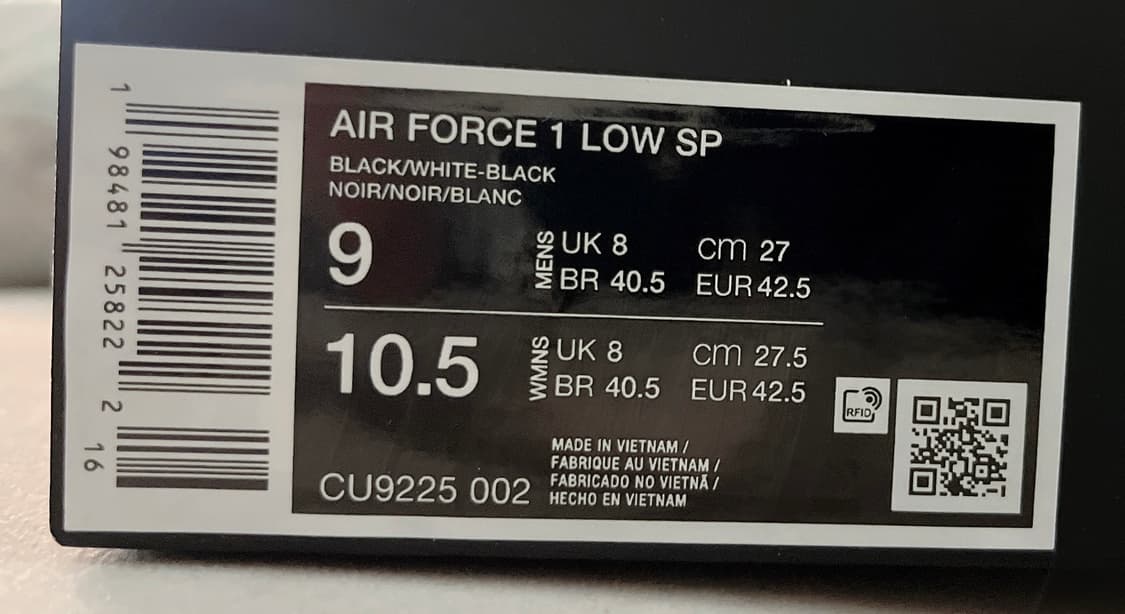 AIR FORCE 1 LOW SP
BLACK/WHITE-BLACK
NOIR/NOIR/BLANC
9 MENS UK 8 cm 27
BR 40.5 EUR 42.5
10.5 WMNS UK 8 cm 27.5
BR 40.5 EUR 42.5
RFID
MADE IN VIETNAM /
FABRIQUE AU VIETNAM /
FABRICADO NO VIETNÃ /
HECHO EN VIETNAM
CU9225 002
1 98481 25822 2 16